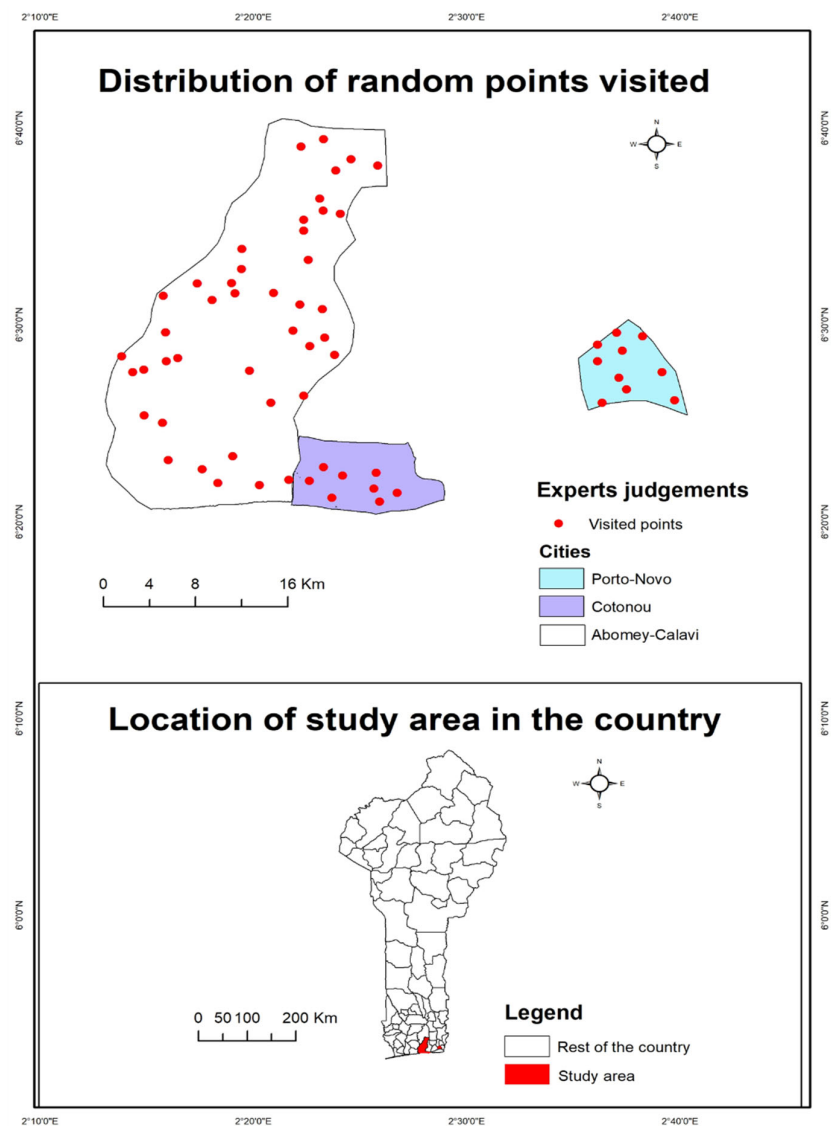 2°10'0"E 2°20'0"E 2°30'0"E 2°40'0"E
Distribution of random points visited
6°40'0"N 6°40'0"N
N
W E
S
6°30'0"N 6°30'0"N
Experts judgements
Visited points
6°20'0"N 6°20'0"N
Cities
Porto-Novo
0 4 8 16 Km
Cotonou
Abomey-Calavi
6°10'0"N 6°10'0"N
Location of study area in the country
N
W E
S
6°0'0"N 6°0'0"N
Legend
0 50 100 200 Km
Rest of the country
Study area
2°10'0"E 2°20'0"E 2°30'0"E 2°40'0"E